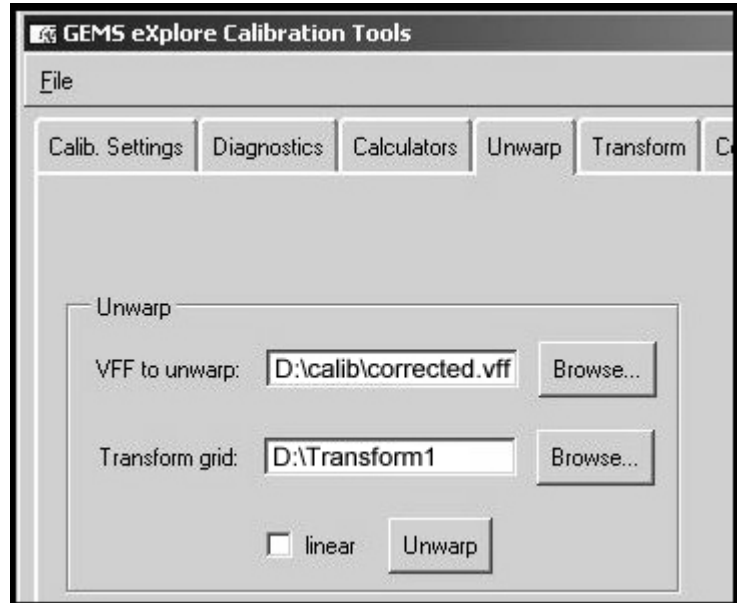 GEMS eXplore Calibration Tools
File
Calib. Settings Diagnostics Calculators Unwarp Transform
Unwarp
VFF to unwarp: D:\calib\corrected.vff Browse...
Transform grid: D:\Transform1 Browse...
linear Unwarp